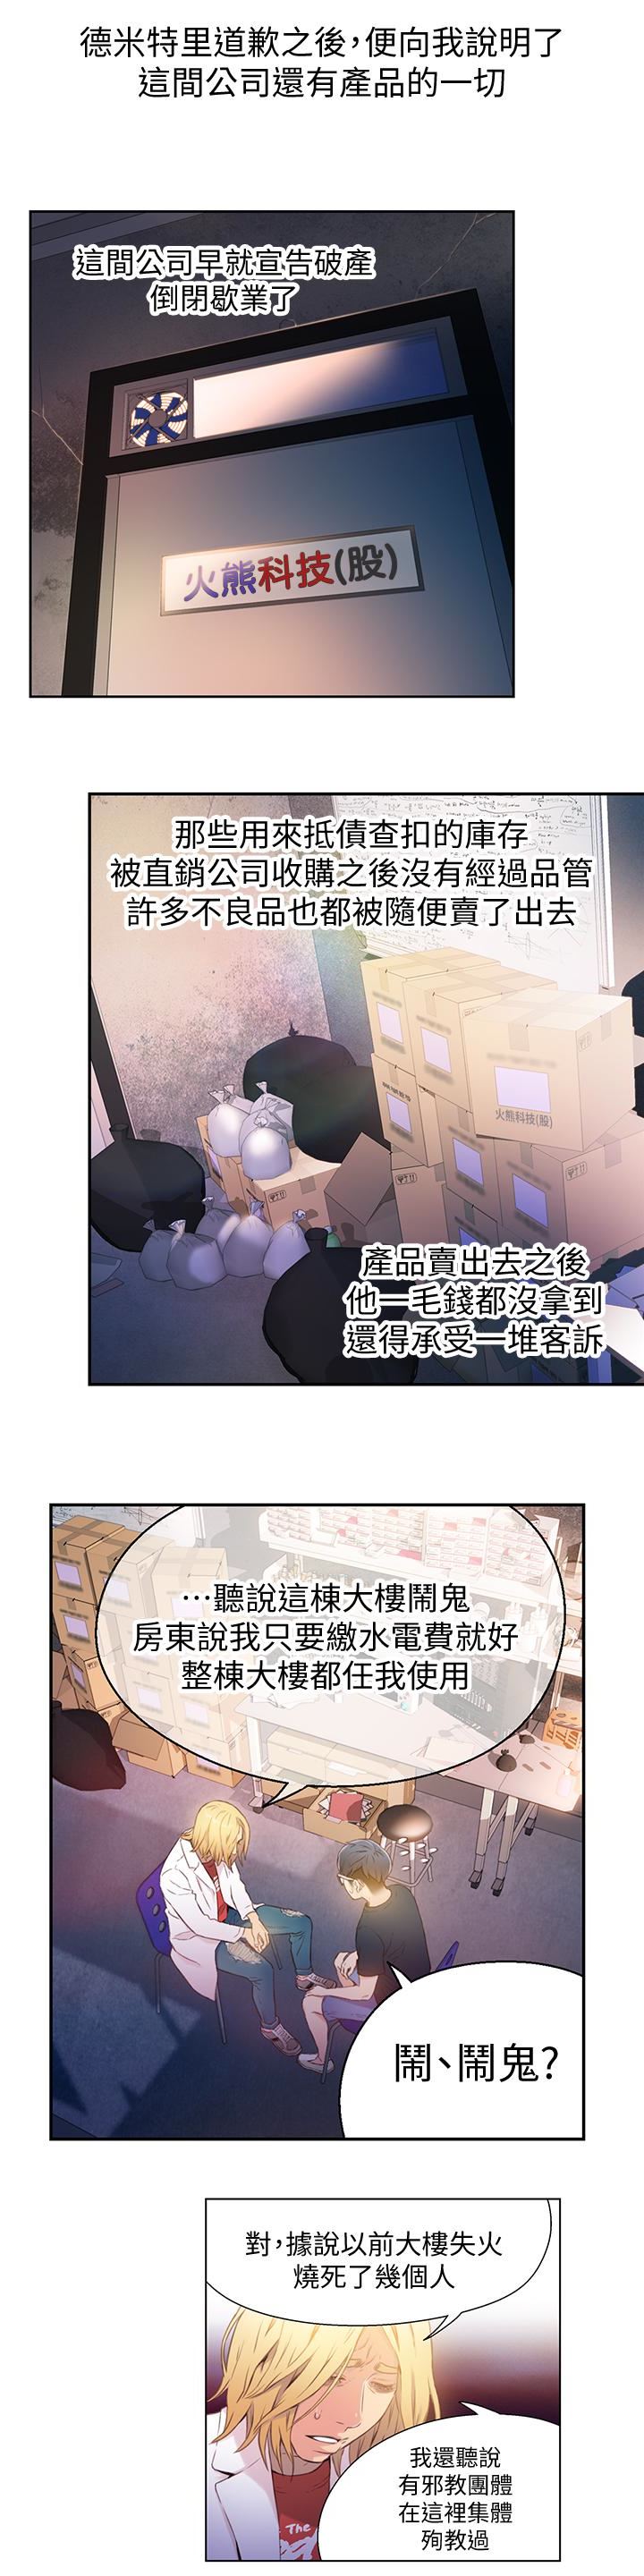 德米特里道歉之後，便向我說明了
這間公司還有產品的一切
這間公司早就宣告破產
倒閉歇業了
火熊科技(股)
那些用來抵債查扣的庫存
被直銷公司收購之後沒有經過品管
許多不良品也都被隨便賣了出去
火熊科技(股)
產品賣出去之後
他一毛錢都沒拿到
還得承受一堆客訴
…聽說這棟大樓鬧鬼
房東說我只要繳水電費就好
整棟大樓都任我使用
鬧、鬧鬼?
對，據說以前大樓失火
燒死了幾個人
我還聽說
有邪教團體
在這裡集體
殉教過
The